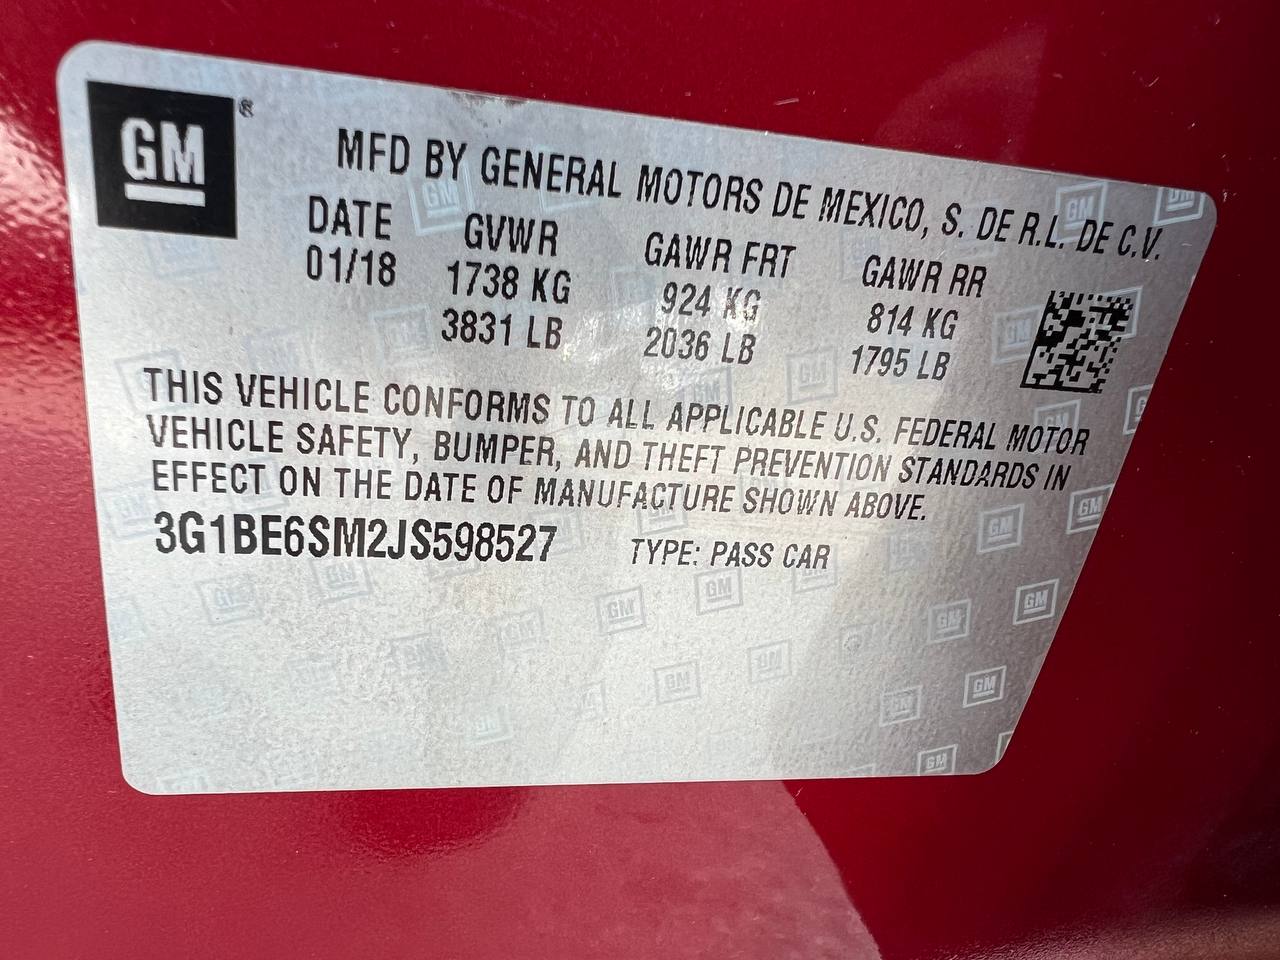 GM ®
MFD BY GENERAL MOTORS DE MEXICO, S. DE R.L. DE C.V.
DATE GVWR GAWR FRT GAWR RR
01/18 1738 KG 924 KG 814 KG
3831 LB 2036 LB 1795 LB
THIS VEHICLE CONFORMS TO ALL APPLICABLE U.S. FEDERAL MOTOR
VEHICLE SAFETY, BUMPER, AND THEFT PREVENTION STANDARDS IN
EFFECT ON THE DATE OF MANUFACTURE SHOWN ABOVE.
3G1BE6SM2JS598527 TYPE: PASS CAR